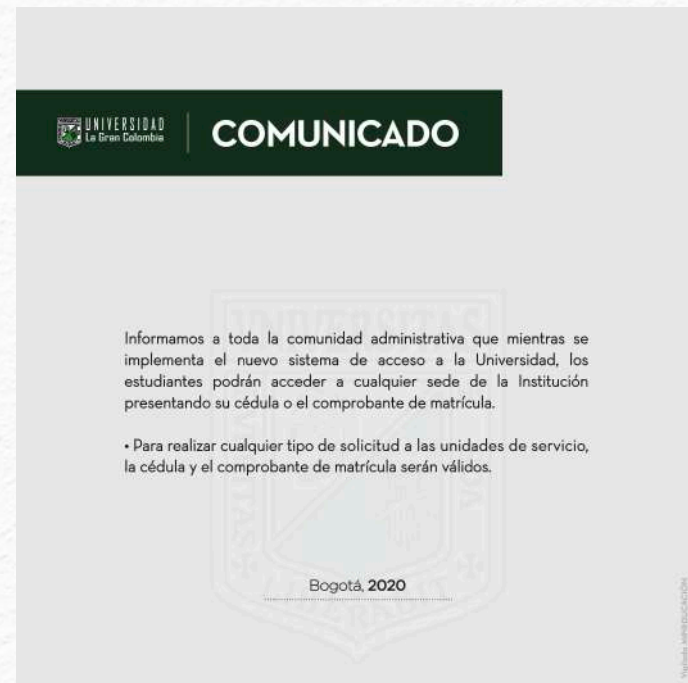 UNIVERSIDAD
La Gran Colombia
COMUNICADO
Informamos a toda la comunidad administrativa que mientras se
implementa el nuevo sistema de acceso a la Universidad, los
estudiantes podrán acceder a cualquier sede de la Institución
presentando su cédula o el comprobante de matrícula.
• Para realizar cualquier tipo de solicitud a las unidades de servicio,
la cédula y el comprobante de matrícula serán válidos.
Bogotá, 2020
Vigilada MINEDUCACIÓN